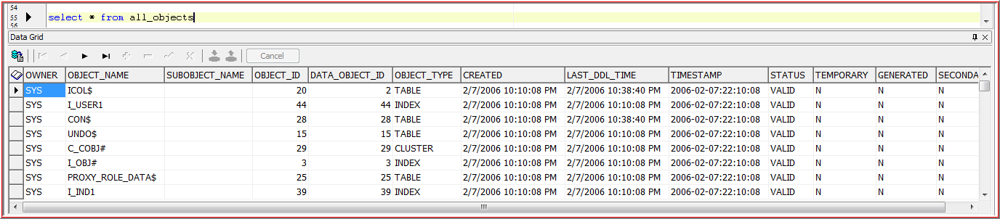 54
55 select * from all_objects
56
Data Grid
Cancel
OWNER OBJECT_NAME SUBOBJECT_NAME OBJECT_ID DATA_OBJECT_ID OBJECT_TYPE CREATED LAST_DDL_TIME TIMESTAMP STATUS TEMPORARY GENERATED SECONDA
SYS ICOL$ 20 2 TABLE 2/7/2006 10:10:08 PM 2/7/2006 10:38:40 PM 2006-02-07:22:10:08 VALID N N N
SYS I_USER1 44 44 INDEX 2/7/2006 10:10:08 PM 2/7/2006 10:10:08 PM 2006-02-07:22:10:08 VALID N N N
SYS CON$ 28 28 TABLE 2/7/2006 10:10:08 PM 2/7/2006 10:38:40 PM 2006-02-07:22:10:08 VALID N N N
SYS UNDO$ 15 15 TABLE 2/7/2006 10:10:08 PM 2/7/2006 10:10:08 PM 2006-02-07:22:10:08 VALID N N N
SYS C_COBJ# 29 29 CLUSTER 2/7/2006 10:10:08 PM 2/7/2006 10:10:08 PM 2006-02-07:22:10:08 VALID N N N
SYS I_OBJ# 3 3 INDEX 2/7/2006 10:10:08 PM 2/7/2006 10:10:08 PM 2006-02-07:22:10:08 VALID N N N
SYS PROXY_ROLE_DATA$ 25 25 TABLE 2/7/2006 10:10:08 PM 2/7/2006 10:10:08 PM 2006-02-07:22:10:08 VALID N N N
SYS I_IND1 39 39 INDEX 2/7/2006 10:10:08 PM 2/7/2006 10:10:08 PM 2006-02-07:22:10:08 VALID N N N